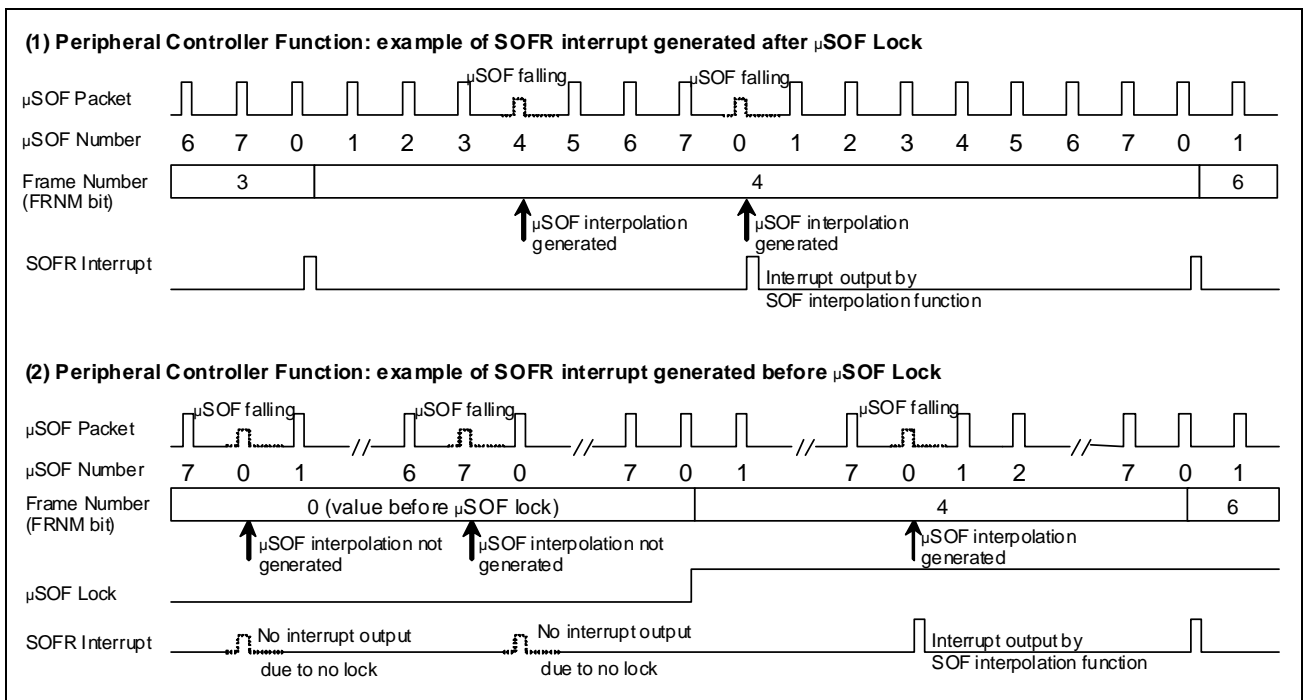 (1) Peripheral Controller Function: example of SOFR interrupt generated after µSOF Lock
µSOF falling µSOF falling
µSOF Packet
µSOF Number 6 7 0 1 2 3 4 5 6 7 0 1 2 3 4 5 6 7 0 1
Frame Number 3 4 6
(FRNM bit)
µSOF interpolation µSOF interpolation
generated generated
SOFR Interrupt Interrupt output by
SOF interpolation function
(2) Peripheral Controller Function: example of SOFR interrupt generated before µSOF Lock
µSOF falling µSOF falling µSOF falling
µSOF Packet
µSOF Number 7 0 1 6 7 0 7 0 1 7 0 1 2 7 0 1
Frame Number 0 (value before µSOF lock) 4 6
(FRNM bit)
µSOF interpolation not µSOF interpolation not µSOF interpolation
generated generated generated
µSOF Lock
SOFR Interrupt No interrupt output No interrupt output Interrupt output by
due to no lock due to no lock SOF interpolation function